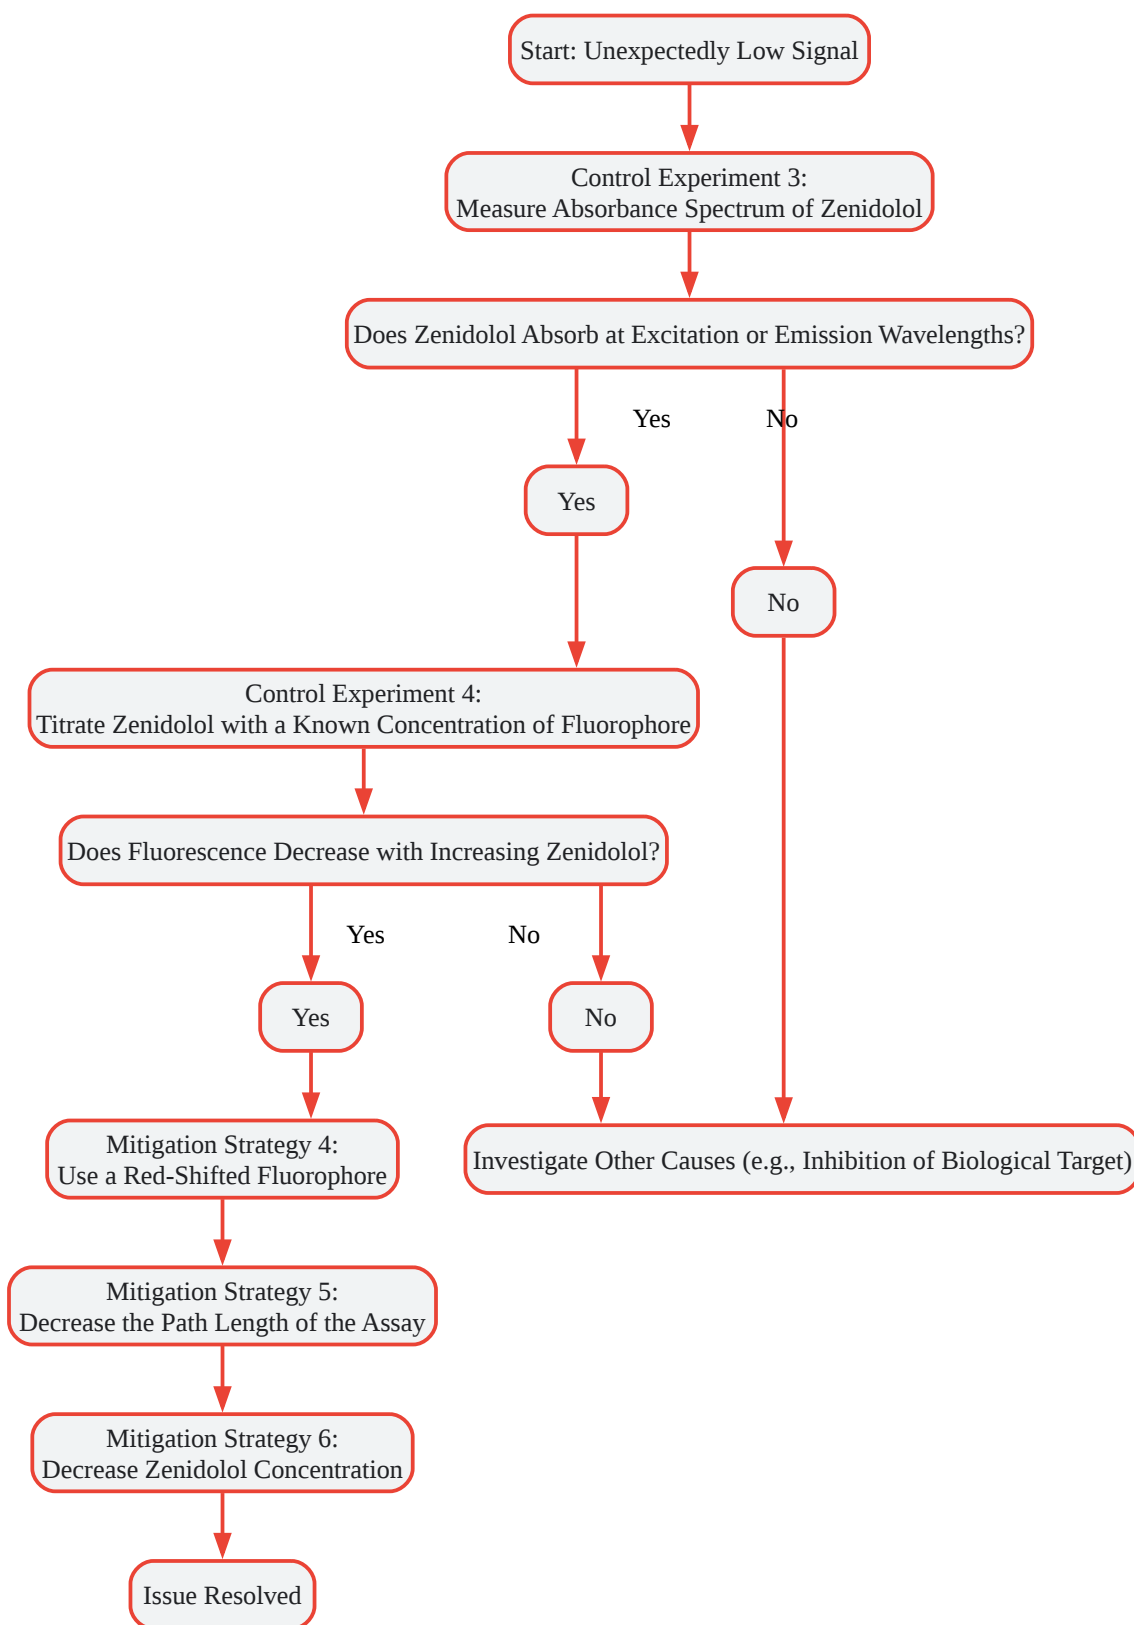 Start: Unexpectedly Low Signal
Control Experiment 3:
Measure Absorbance Spectrum of Zenidolol
Does Zenidolol Absorb at Excitation or Emission Wavelengths?
Yes
No
Yes
No
Control Experiment 4:
Titrate Zenidolol with a Known Concentration of Fluorophore
Does Fluorescence Decrease with Increasing Zenidolol?
Yes
No
Yes
No
Mitigation Strategy 4:
Use a Red-Shifted Fluorophore
Investigate Other Causes (e.g., Inhibition of Biological Target)
Mitigation Strategy 5:
Decrease the Path Length of the Assay
Mitigation Strategy 6:
Decrease Zenidolol Concentration
Issue Resolved